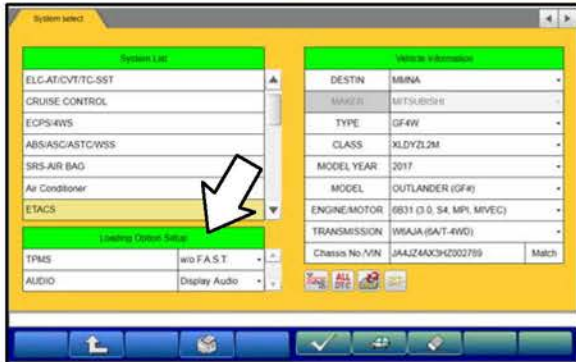 System select
System List
ELC-AT/CVT/TC-SST
CRUISE CONTROL
ECPS/4WS
ABS/ASC/ASTC/WSS
SRS-AIR BAG
Air Conditioner
ETACS
Loading Option Setup
TPMS w/o F.A.S.T.
AUDIO Display Audio
Vehicle Information
DESTIN MMNA
MAKER MITSUBISHI
TYPE GF4W
CLASS XLDYZL2M
MODEL YEAR 2017
MODEL OUTLANDER (GF#)
ENGINE/MOTOR 6B31 (3.0, S4, MPI, MIVEC)
TRANSMISSION W6AJA (6A/T-4WD)
Chassis No./VIN JA4JZ4AX3HZ002789 Match
ALL
DTC